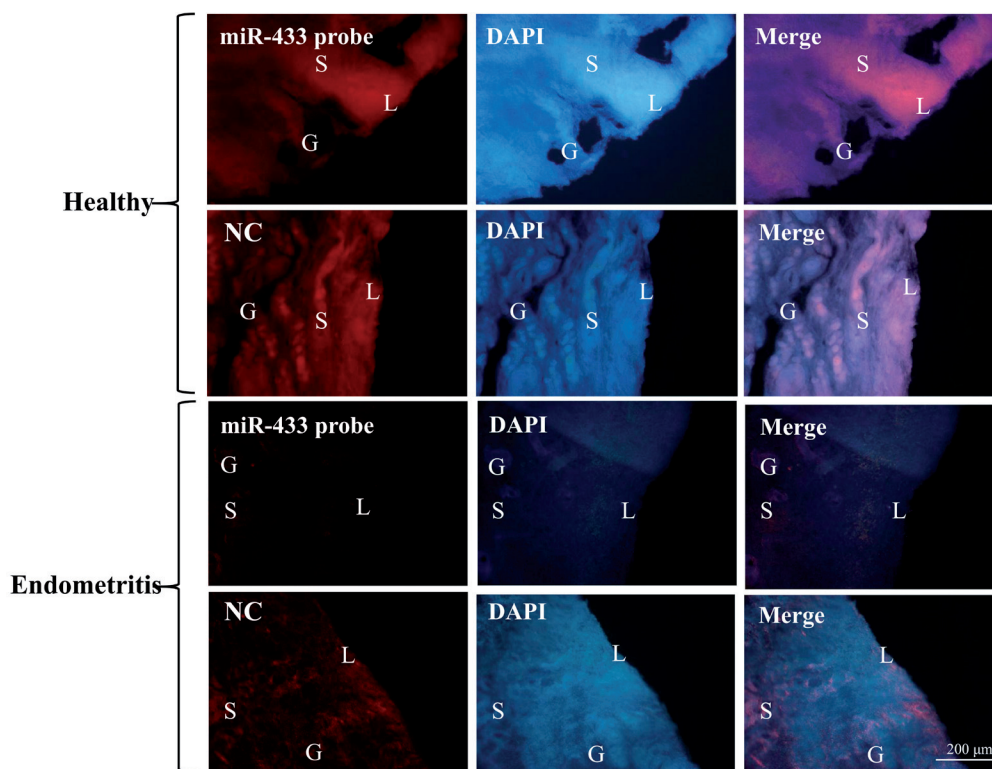 miR-433 probe
DAPI
Merge
S
S
S
L
L
L
G
G
G
Healthy
NC
DAPI
Merge
G
S
L
G
S
L
G
S
L
miR-433 probe
DAPI
Merge
G
S
L
G
S
L
G
S
L
Endometritis
NC
DAPI
Merge
L
S
G
L
S
G
L
S
G
200 μm